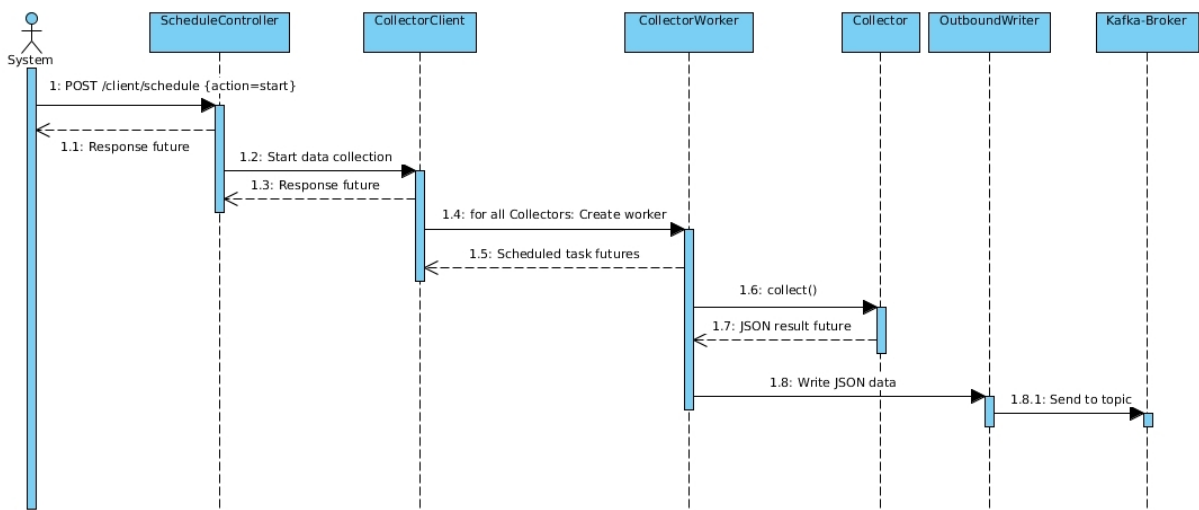 ScheduleController
CollectorClient
CollectorWorker
Collector
OutboundWriter
Kafka-Broker
System
1: POST /client/schedule {action=start}
1.1: Response future
1.2: Start data collection
1.3: Response future
1.4: for all Collectors: Create worker
1.5: Scheduled task futures
1.6: collect()
1.7: JSON result future
1.8: Write JSON data
1.8.1: Send to topic